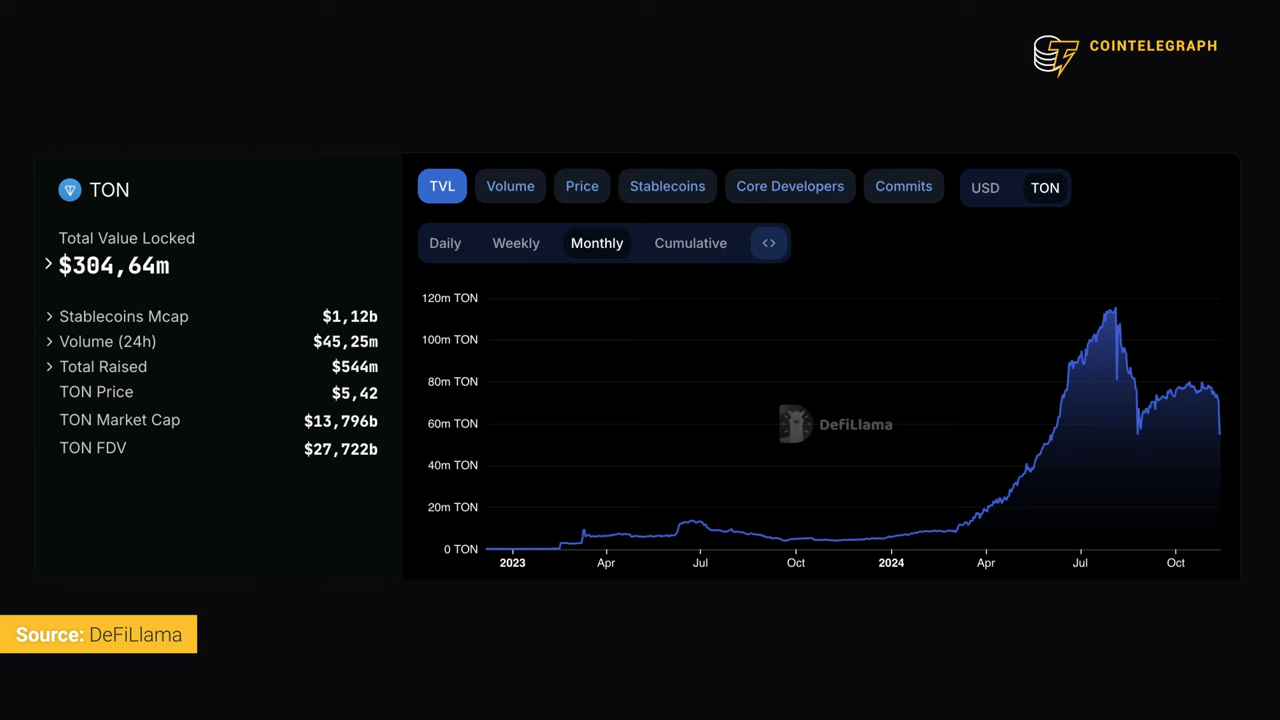 COINTELEGRAPH
TON
Total Value Locked
$304,64m
Stablecoins Mcap $1,12b
Volume (24h) $45,25m
Total Raised $544m
TON Price $5,42
TON Market Cap $13,796b
TON FDV $27,722b
TVL Volume Price Stablecoins Core Developers Commits USD TON
Daily Weekly Monthly Cumulative
120m TON
100m TON
80m TON
60m TON
40m TON
20m TON
0 TON
DefiLlama
2023 Apr Jul Oct 2024 Apr Jul Oct
Source: DeFiLlama